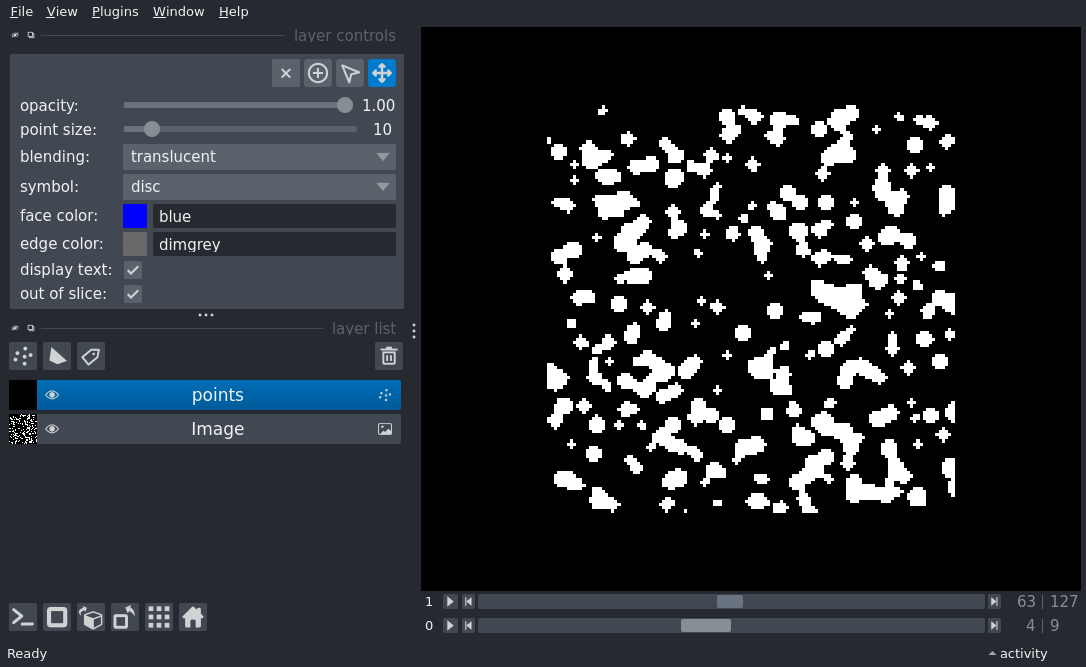 File View Plugins Window Help
layer controls
opacity: 1.00
point size: 10
blending: translucent
symbol: disc
face color: blue
edge color: dimgrey
display text:
out of slice:
layer list
points
Image
1 63 | 127
0 4 | 9
Ready activity